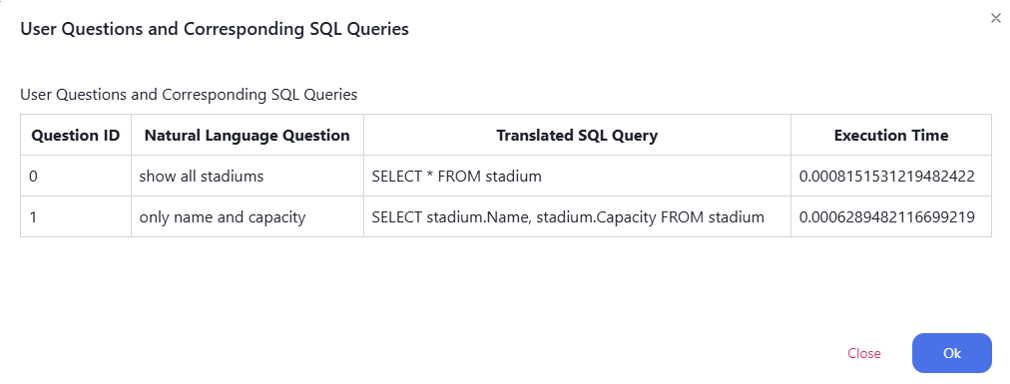 User Questions and Corresponding SQL Queries
User Questions and Corresponding SQL Queries
Question ID Natural Language Question Translated SQL Query Execution Time
0 show all stadiums SELECT * FROM stadium 0.0008151531219482422
1 only name and capacity SELECT stadium.Name, stadium.Capacity FROM stadium 0.0006289482116699219
Close Ok